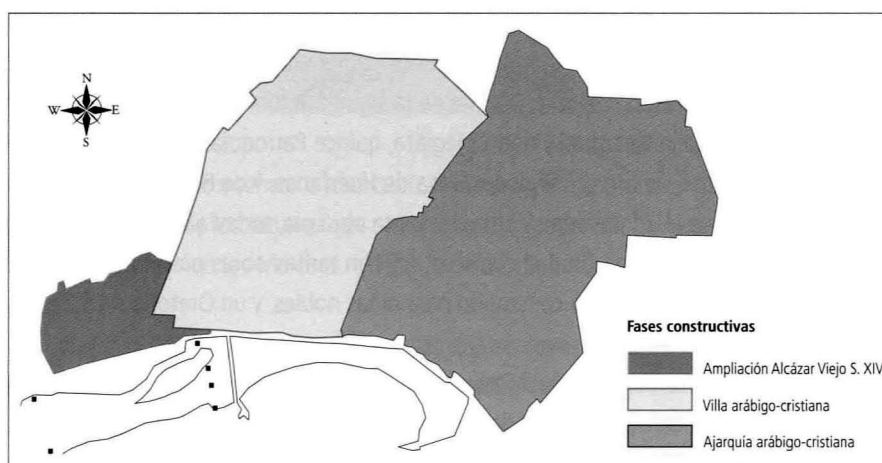 N
W E
S
Fases constructivas
Ampliación Alcázar Viejo S. XIV
Villa arábigo-cristiana
Ajarquía arábigo-cristiana